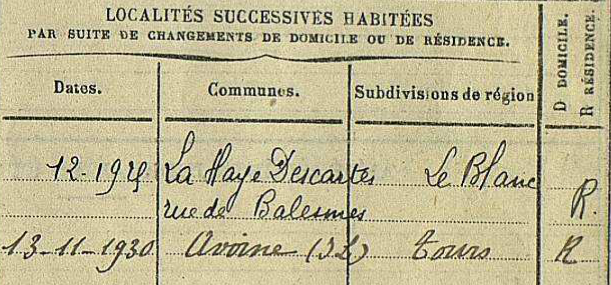 LOCALITÉS SUCCESSIVES HABITÉES
PAR SUITE DE CHANGEMENTS DE DOMICILE OU DE RÉSIDENCE.
D DOMICILE.
R RÉSIDENCE.
Dates. Communes. Subdivisions de région
12-192 La Haye Descartes Le Blanc
rue de Balesmes R.
13-11-1930 Avoine (I.L) Tours R